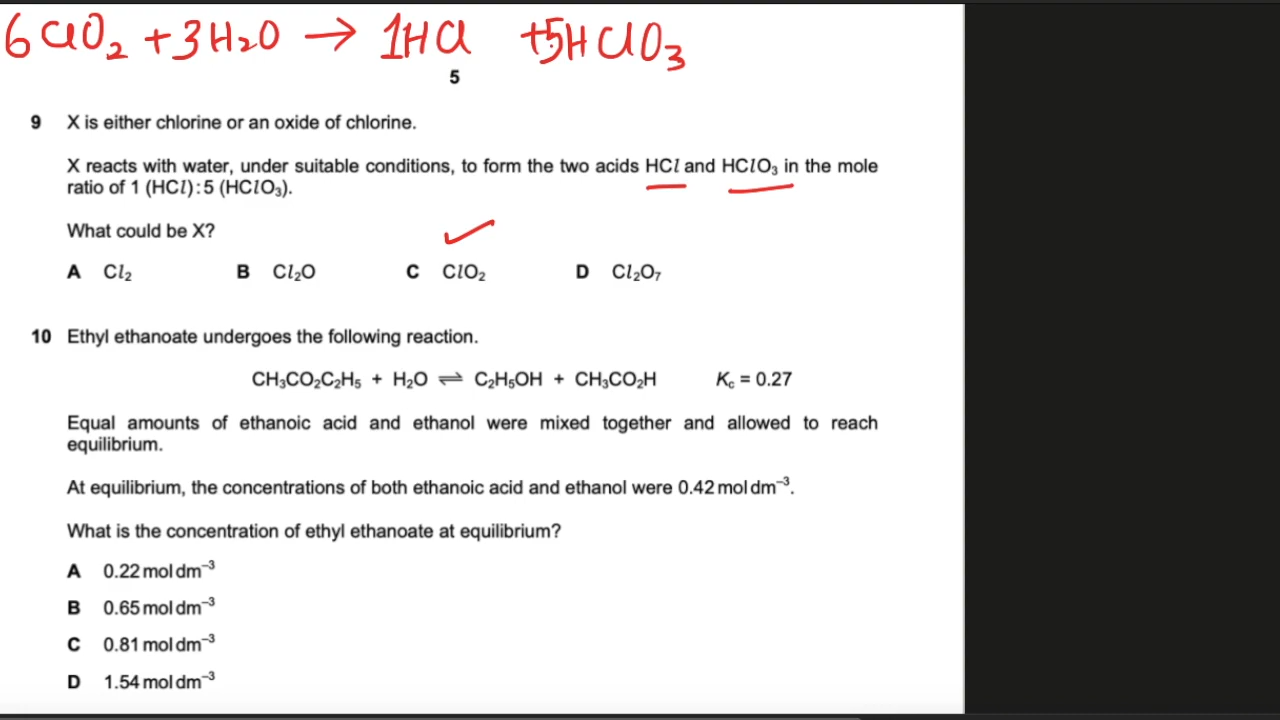 6ClO₂ + 3H₂O → 1HCl + 5HClO₃
5
9 X is either chlorine or an oxide of chlorine.
X reacts with water, under suitable conditions, to form the two acids HCl and HClO₃ in the mole
ratio of 1 (HCl) : 5 (HClO₃).
What could be X?
A Cl₂ B Cl₂O C ClO₂ D Cl₂O₇
10 Ethyl ethanoate undergoes the following reaction.
CH₃CO₂C₂H₅ + H₂O ⇌ C₂H₅OH + CH₃CO₂H K꜀ = 0.27
Equal amounts of ethanoic acid and ethanol were mixed together and allowed to reach
equilibrium.
At equilibrium, the concentrations of both ethanoic acid and ethanol were 0.42 mol dm⁻³.
What is the concentration of ethyl ethanoate at equilibrium?
A 0.22 mol dm⁻³
B 0.65 mol dm⁻³
C 0.81 mol dm⁻³
D 1.54 mol dm⁻³